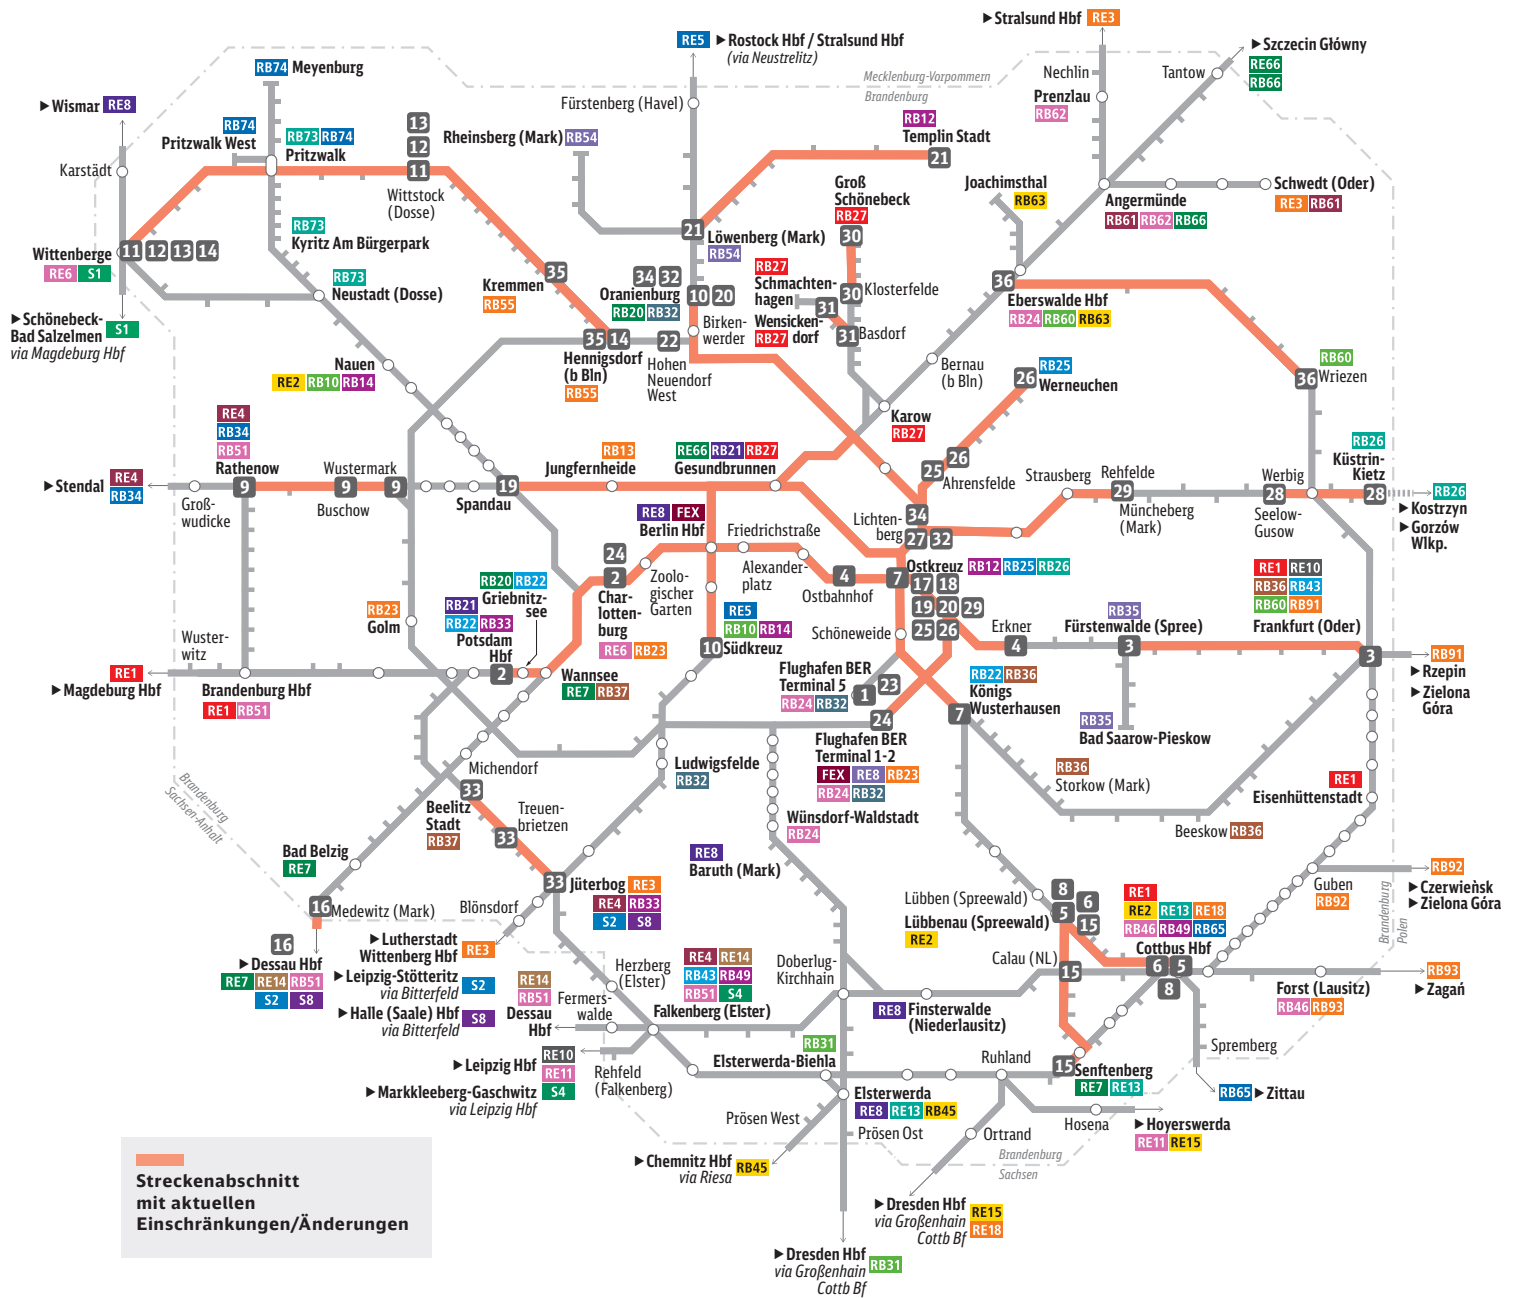 ▶ Stralsund Hbf RE3
RE5 ▶ Rostock Hbf / Stralsund Hbf
(via Neustrelitz)
▶ Szczecin Główny
RE66
RB66
Nechlin
Tantow
RB74 Meyenburg
Mecklenburg-Vorpommern
Brandenburg
Prenzlau
RB62
▶ Wismar RE8
Fürstenberg (Havel)
RB74
Pritzwalk West
RB73 RB74
Pritzwalk
13
12
11
Wittstock
(Dosse)
Rheinsberg (Mark) RB54
RB12
Templin Stadt
21
Karstädt
Joachimsthal
RB63
Groß
Schönebeck
RB27
30
Angermünde
RB61 RB62 RB66
Schwedt (Oder)
RE3 RB61
RB73
Kyritz Am Bürgerpark
21
Löwenberg (Mark)
RB54
Wittenberge
RE6 S1
11 12 13 14
RB73
Neustadt (Dosse)
35
Kremmen
RB55
34 32
Oranienburg
RB20 RB32
10 20
RB27
Schmachten-
hagen
31
30 Klosterfelde
Wensicken-
dorf
RB27
31 Basdorf
36
Eberswalde Hbf
RB24 RB60 RB63
▶ Schönebeck-
Bad Salzelmen
via Magdeburg Hbf
S1
Birken-
werder
35 14
Hennigsdorf
(b Bln)
RB55
22
Hohen
Neuendorf
West
Nauen
RE2 RB10 RB14
Bernau
(b Bln)
RB25
26 Werneuchen
RB60
36 Wriezen
Karow
RB27
RE4
RB34
RB51
Rathenow
9
Wustermark
9 9
Buschow
RB13
Jungfernheide
RE66 RB21 RB27
Gesundbrunnen
26
25
Ahrensfelde
Strausberg
Rehfelde
29
Müncheberg
(Mark)
Werbig
28
Seelow-
Gusow
RB26
Küstrin-
Kietz
28
RB26
▶ Kostrzyn
▶ Gorzów
Wlkp.
▶ Stendal RE4
RB34
Groß-
wudicke
Spandau
19
RE8 FEX
Berlin Hbf
Friedrichstraße
Lichten-
berg
34
27 32
24
2
Char-
lotten-
burg
RE6 RB23
Zoolo-
gischer
Garten
Alexander-
platz
4
Ostbahnhof
7
Ostkreuz RB12 RB25 RB26
17 18
19 20 29
25 26
RE1 RE10
RB36 RB43
RB60 RB91
Frankfurt (Oder)
3
RB20 RB22
Griebnitz-
see
RB21
RB22 RB33
Potsdam
Hbf
2
RB23
Golm
RE5
RB10 RB14
10 Südkreuz
Schöneweide
Erkner
4
RB35
Fürstenwalde (Spree)
3
Wuster-
witz
RE1
▶ Magdeburg Hbf
Brandenburg Hbf
RE1 RB51
Wannsee
RE7 RB37
Flughafen BER
Terminal 5
RB24 RB32
1 23
RB22 RB36
Königs
Wusterhausen
7
RB91
▶ Rzepin
▶ Zielona
Góra
RB35
Bad Saarow-Pieskow
24
Flughafen BER
Terminal 1-2
FEX RE8 RB23
RB24 RB32
Michendorf
Ludwigsfelde
RB32
RB36
Storkow (Mark)
RE1
Eisenhüttenstadt
Brandenburg
Sachsen-Anhalt
33
Beelitz
Stadt
RB37
Treuen-
brietzen
33
Wünsdorf-Waldstadt
RB24
Beeskow RB36
Bad Belzig
RE7
RE8
Baruth (Mark)
33 Jüterbog RE3
RE4 RB33
S2 S8
RB92
▶ Czerwieńsk
▶ Zielona Góra
Guben
RB92
Lübben (Spreewald)
Lübbenau (Spreewald)
RE2
8
5 6
15
RE1
RE2 RE13 RE18
RB46 RB49 RB65
Cottbus Hbf
6 5
8
Brandenburg
Polen
16
Medewitz (Mark)
Blönsdorf
16
▶ Dessau Hbf
RE7 RE14 RB51
S2 S8
▶ Lutherstadt
Wittenberg Hbf
RE3
▶ Leipzig-Stötteritz
via Bitterfeld
S2
▶ Halle (Saale) Hbf
via Bitterfeld
S8
Herzberg
(Elster)
RE4 RE14
RB43 RB49
RB51 S4
Falkenberg (Elster)
Doberlug-
Kirchhain
Calau (NL)
15
RE14
RB51
Dessau
Hbf
Fermers-
walde
RE8 Finsterwalde
(Niederlausitz)
Forst (Lausitz)
RB46 RB93
RB93
▶ Zagań
▶ Leipzig Hbf RE10
RE11
▶ Markkleeberg-Gaschwitz S4
via Leipzig Hbf
Rehfeld
(Falkenberg)
RB31
Elsterwerda-Biehla
Ruhland
15
Senftenberg
RE7 RE13
Spremberg
RB65 ▶ Zittau
Elsterwerda
RE8 RE13 RB45
Prösen West
Prösen Ost
Ortrand
Hosena
▶ Hoyerswerda
RE11 RE15
▶ Chemnitz Hbf RB45
via Riesa
Brandenburg
Sachsen
▶ Dresden Hbf
via Großenhain
Cottb Bf
RE15
RE18
▶ Dresden Hbf
via Großenhain
Cottb Bf
RB31
Streckenabschnitt
mit aktuellen
Einschränkungen/Änderungen